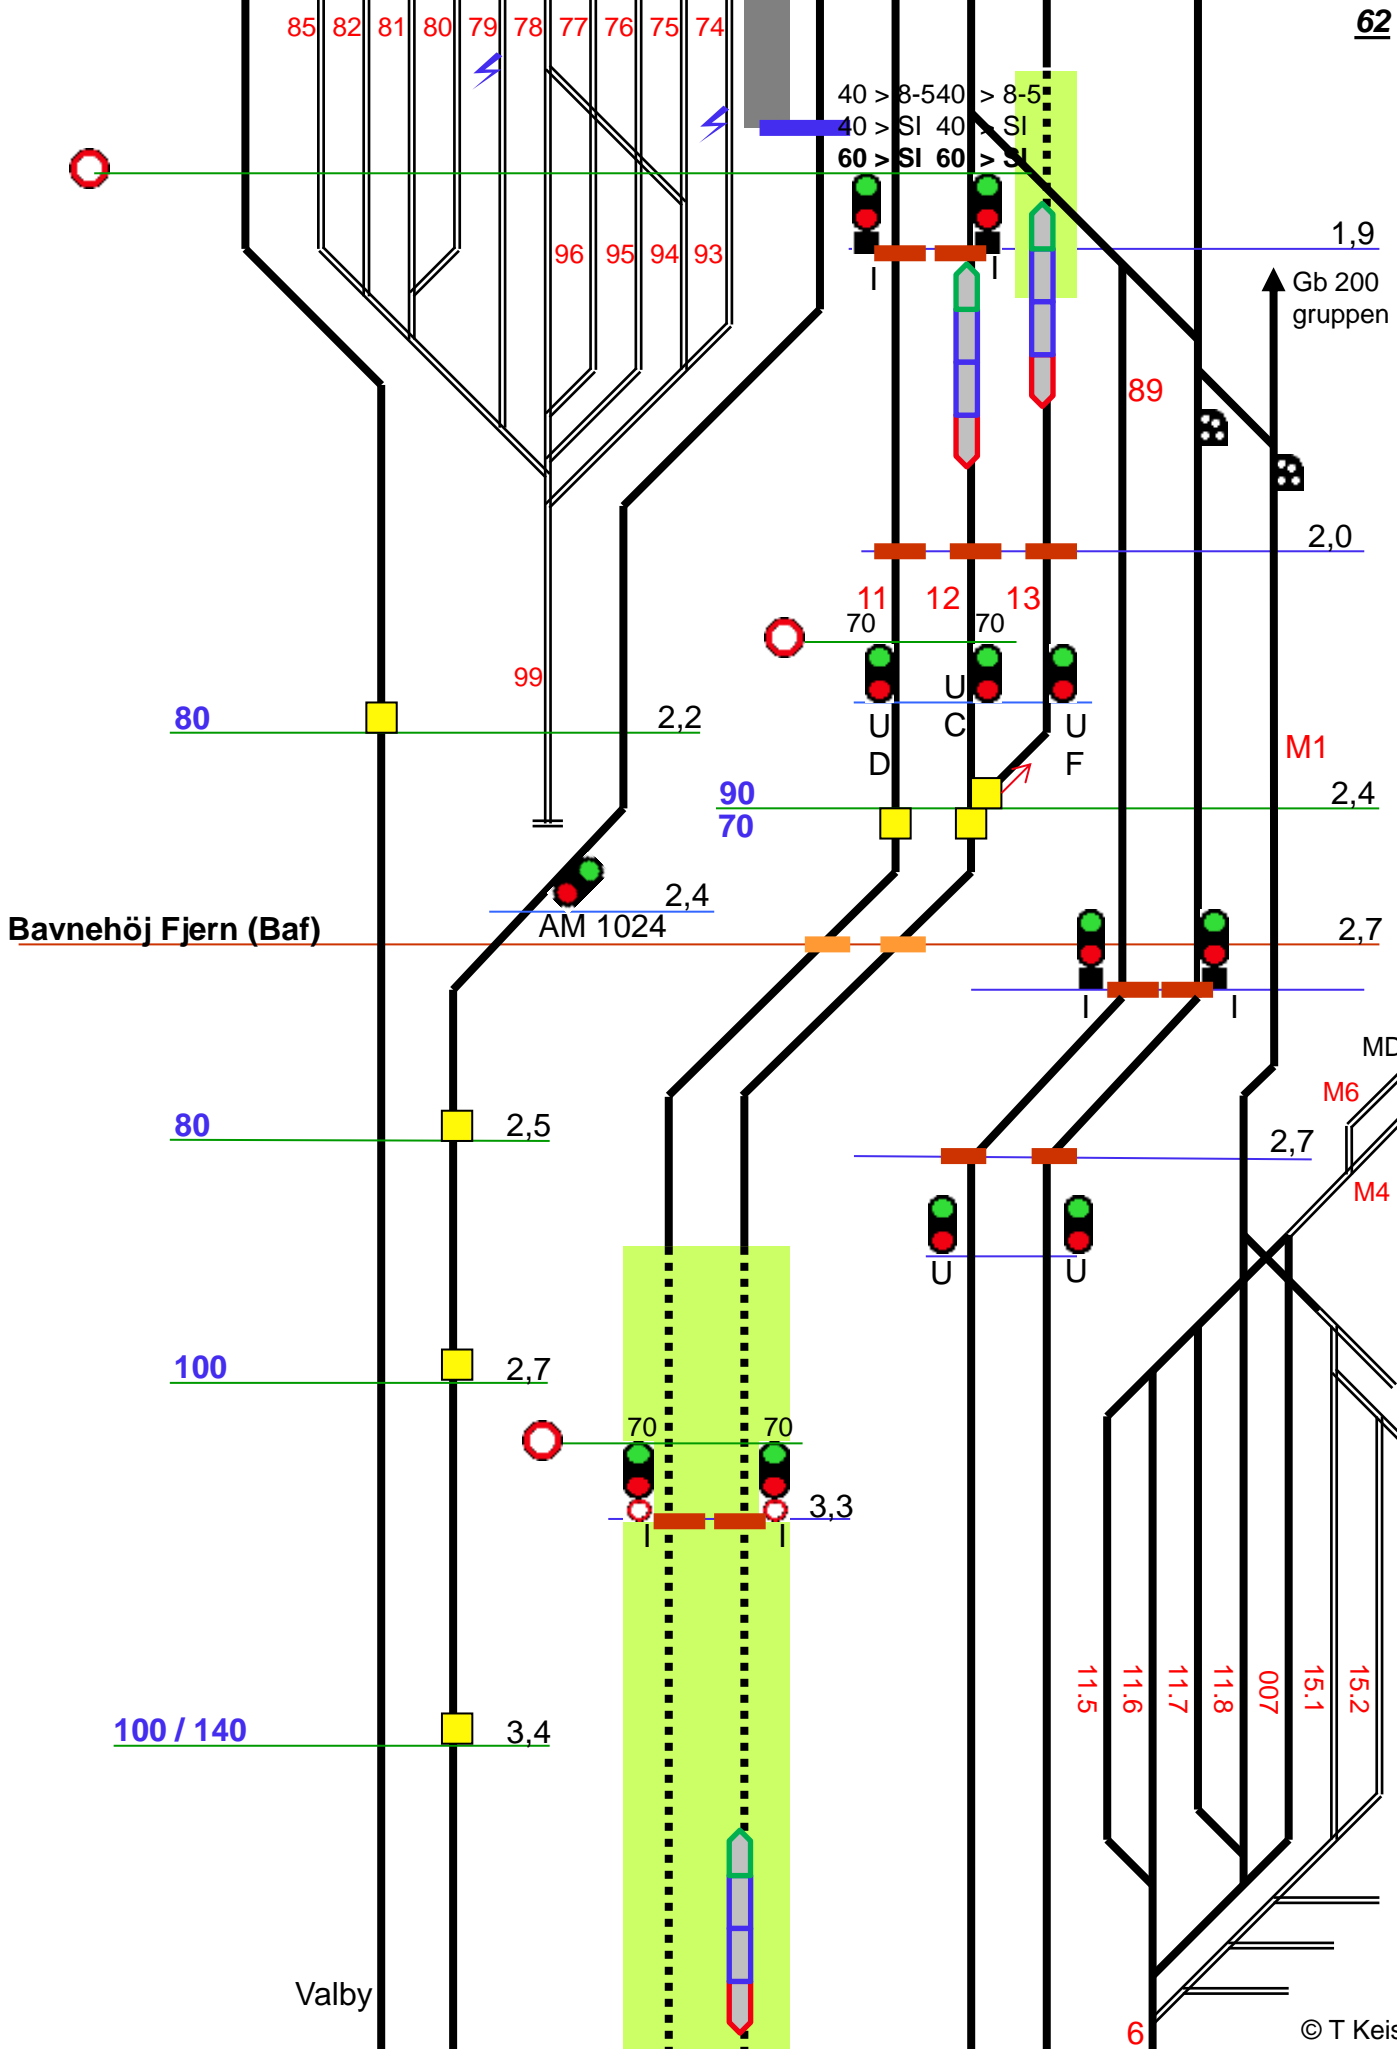 62
85 82 81 80 79 78 77 76 75 74
40 > 8-5 40 > 8-5
40 > SI 40 > SI
60 > SI 60 > SI
1,9
96 95 94 93
I I
Gb 200
gruppen
89
2,0
11 12 13
70 70
99
80 2,2
U U U
D C F
M1
90 2,4
70
2,4
AM 1024
Bavnehöj Fjern (Baf) 2,7
I I
MD
M6
80 2,5
2,7
M4
U U
100 2,7
70 70
3,3
I I
11.5 11.6 11.7 11.8 007 15.1 15.2
100 / 140 3,4
Valby
6
© T Keis